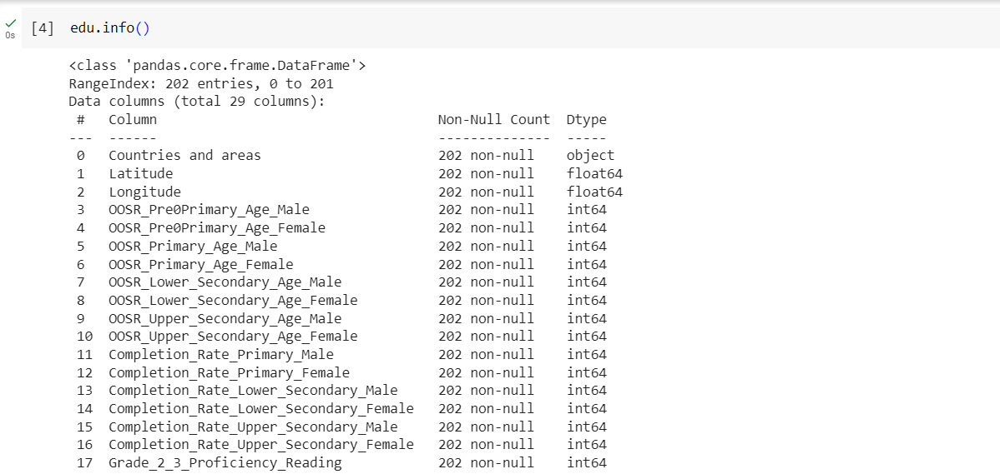 [4] edu.info()
0s
<class 'pandas.core.frame.DataFrame'>
RangeIndex: 202 entries, 0 to 201
Data columns (total 29 columns):
 #   Column                                   Non-Null Count  Dtype
---  ------                                   --------------  -----
 0   Countries and areas                      202 non-null    object
 1   Latitude                                 202 non-null    float64
 2   Longitude                                202 non-null    float64
 3   OOSR_Pre0Primary_Age_Male                202 non-null    int64
 4   OOSR_Pre0Primary_Age_Female              202 non-null    int64
 5   OOSR_Primary_Age_Male                    202 non-null    int64
 6   OOSR_Primary_Age_Female                  202 non-null    int64
 7   OOSR_Lower_Secondary_Age_Male            202 non-null    int64
 8   OOSR_Lower_Secondary_Age_Female          202 non-null    int64
 9   OOSR_Upper_Secondary_Age_Male            202 non-null    int64
 10  OOSR_Upper_Secondary_Age_Female          202 non-null    int64
 11  Completion_Rate_Primary_Male             202 non-null    int64
 12  Completion_Rate_Primary_Female           202 non-null    int64
 13  Completion_Rate_Lower_Secondary_Male     202 non-null    int64
 14  Completion_Rate_Lower_Secondary_Female   202 non-null    int64
 15  Completion_Rate_Upper_Secondary_Male     202 non-null    int64
 16  Completion_Rate_Upper_Secondary_Female   202 non-null    int64
 17  Grade_2_3_Proficiency_Reading            202 non-null    int64